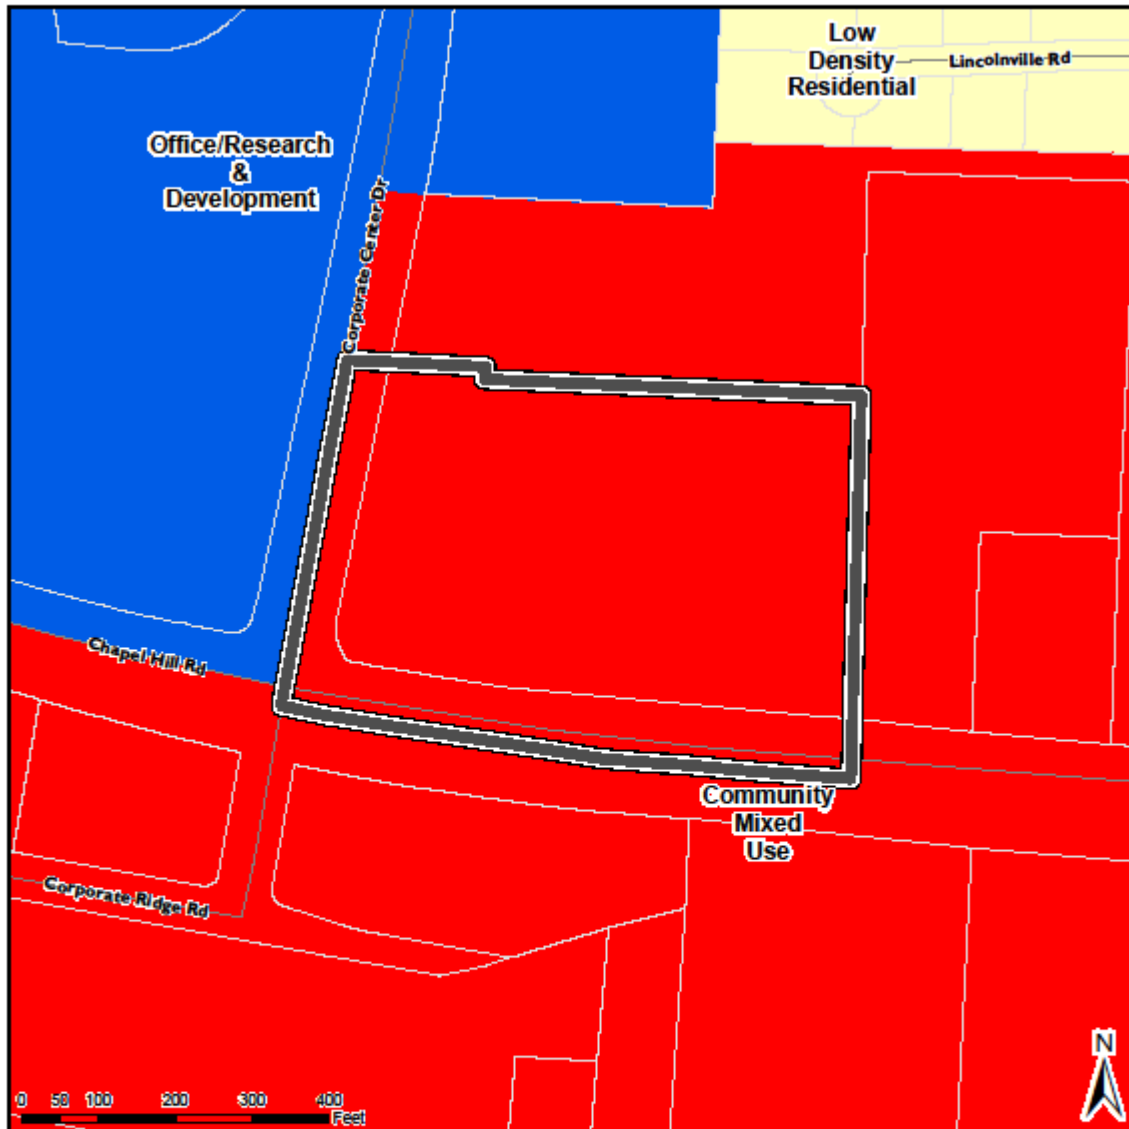 Low
Density
Residential
Lincolnville Rd
Office/Research
&
Development
Corporate Center Dr
Chapel Hill Rd
Community
Mixed
Use
Corporate Ridge Rd
N
0 50 100 200 300 400
Feet